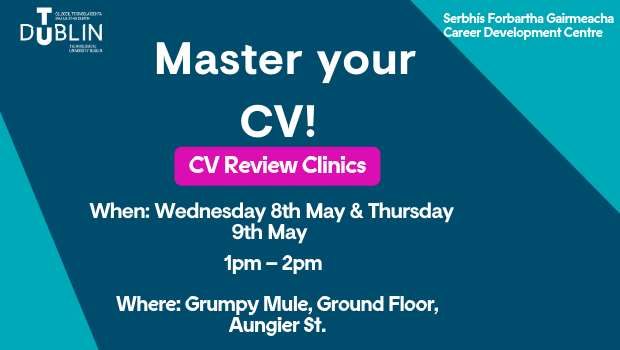 OLLSCOIL TEICNEOLAÍOCHTA
BHAILE ÁTHA CLIATH
TU
DUBLIN
TECHNOLOGICAL
UNIVERSITY DUBLIN
Serbhís Forbartha Gairmeacha
Career Development Centre
Master your
CV!
CV Review Clinics
When: Wednesday 8th May & Thursday
9th May
1pm – 2pm
Where: Grumpy Mule, Ground Floor,
Aungier St.